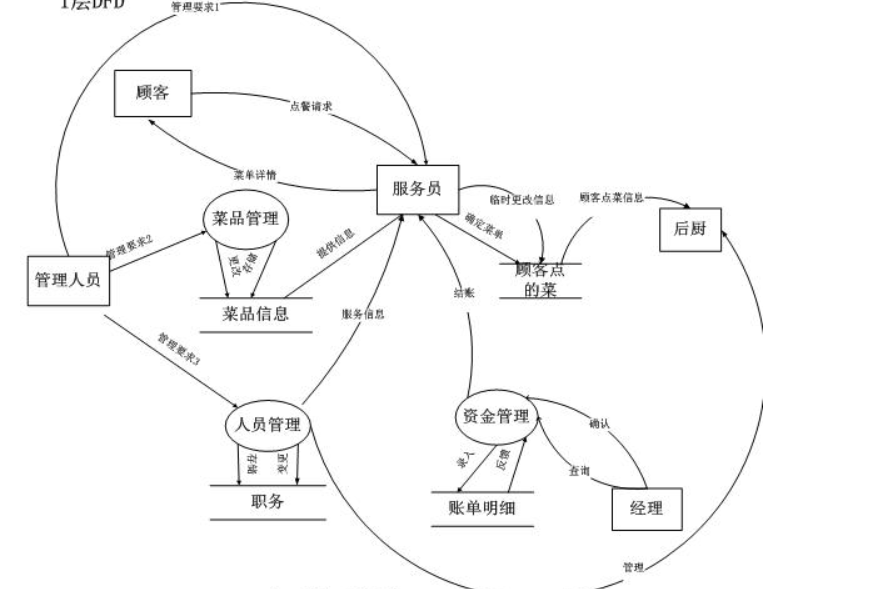 1层DFD
管理要求1
顾客
点餐请求
菜单详情
服务员
临时更改信息
顾客点菜信息
菜品管理
确定菜单
后厨
管理要求2
提供信息
管理人员
更改
顾客点
的菜
菜品信息
结账
服务信息
管理要求3
人员管理
资金管理
确认
变更
录入
反馈
查询
职务
账单明细
经理
管理